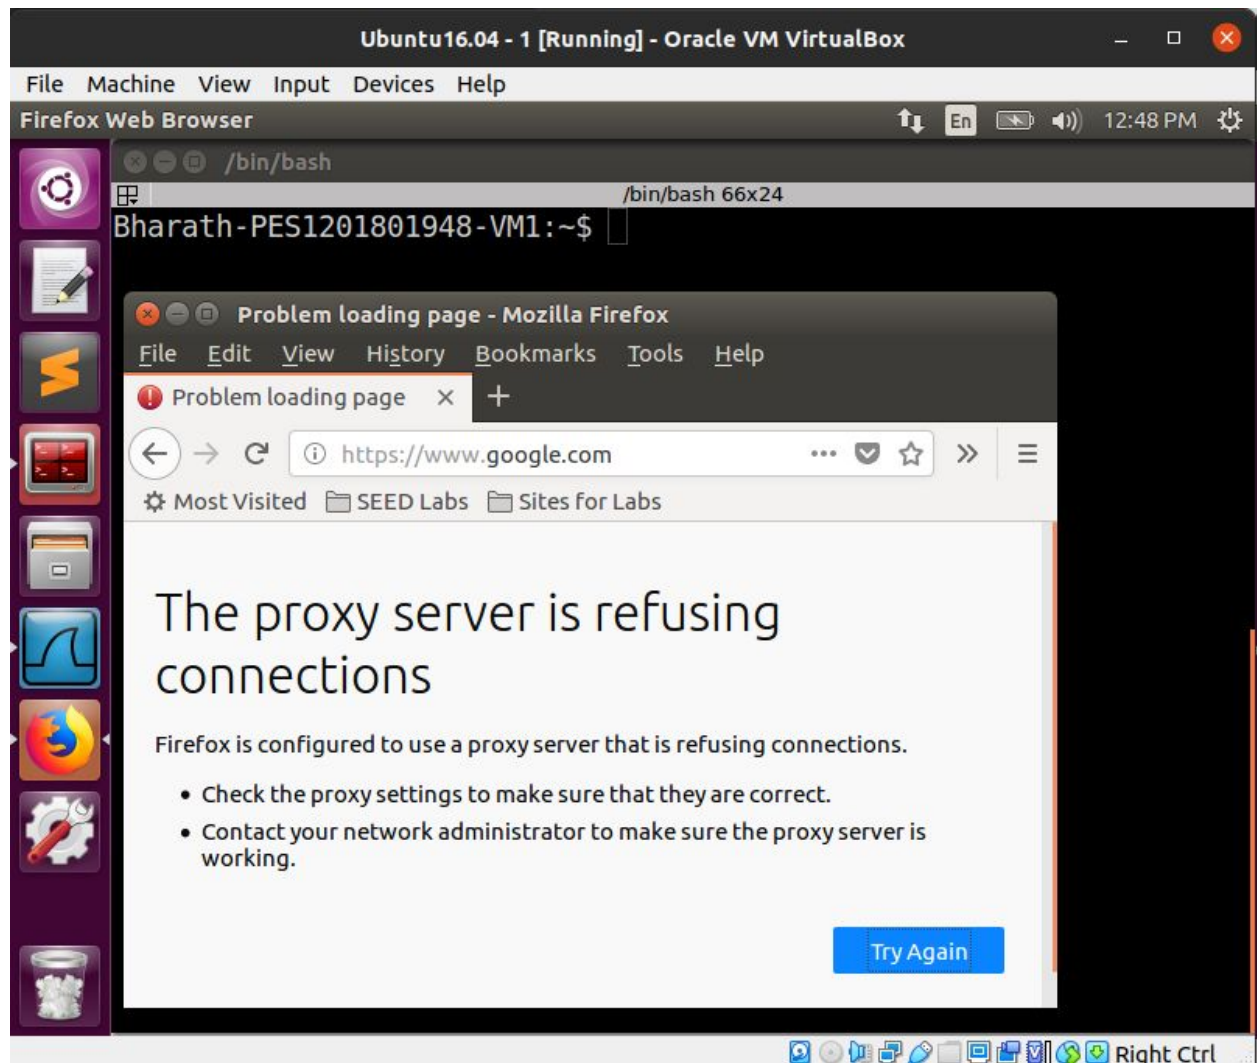 Ubuntu16.04 - 1 [Running] - Oracle VM VirtualBox
File Machine View Input Devices Help
Firefox Web Browser En 12:48 PM
/bin/bash
/bin/bash 66x24
Bharath-PES1201801948-VM1:~$
Problem loading page - Mozilla Firefox
File Edit View History Bookmarks Tools Help
Problem loading page
https://www.google.com
Most Visited SEED Labs Sites for Labs
The proxy server is refusing
connections
Firefox is configured to use a proxy server that is refusing connections.
• Check the proxy settings to make sure that they are correct.
• Contact your network administrator to make sure the proxy server is
working.
Try Again
Right Ctrl